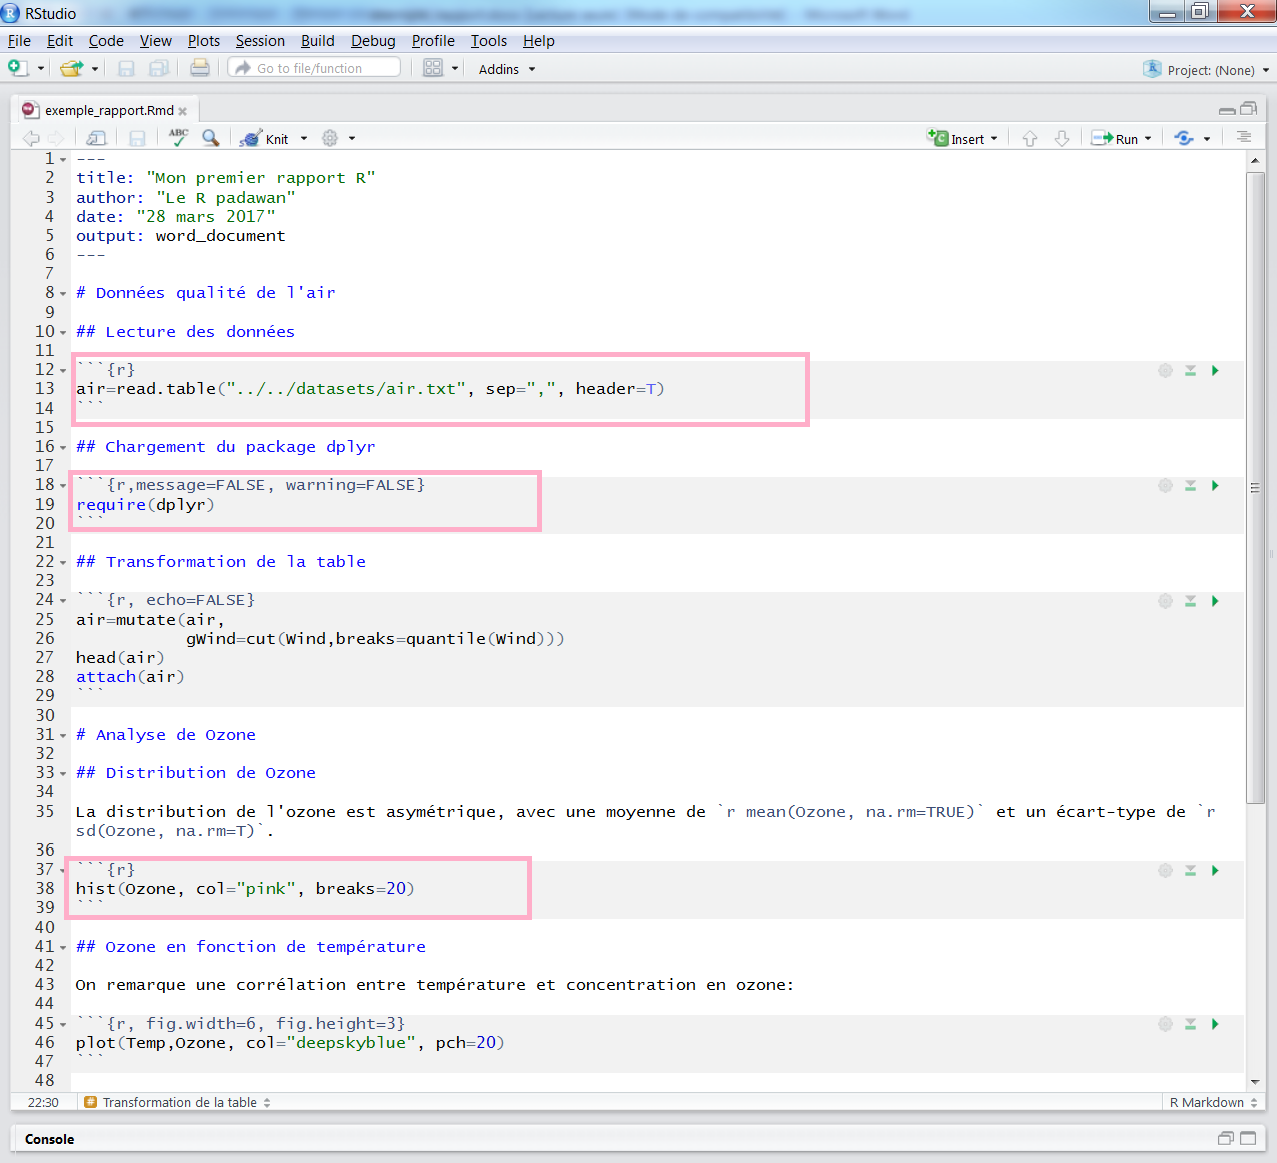 RStudio
File Edit Code View Plots Session Build Debug Profile Tools Help
Go to file/function Addins Project: (None)
exemple_rapport.Rmd
ABC Knit Insert Run
1 ---
2 title: "Mon premier rapport R"
3 author: "Le R padawan"
4 date: "28 mars 2017"
5 output: word_document
6 ---
7
8 # Données qualité de l'air
9
10 ## Lecture des données
11
12 ```{r}
13 air=read.table("../../datasets/air.txt", sep=",", header=T)
14 ```
15
16 ## Chargement du package dplyr
17
18 ```{r,message=FALSE, warning=FALSE}
19 require(dplyr)
20 ```
21
22 ## Transformation de la table
23
24 ```{r, echo=FALSE}
25 air=mutate(air,
26 gWind=cut(Wind,breaks=quantile(Wind)))
27 head(air)
28 attach(air)
29 ```
30
31 # Analyse de Ozone
32
33 ## Distribution de Ozone
34
35 La distribution de l'ozone est asymétrique, avec une moyenne de `r mean(Ozone, na.rm=TRUE)` et un écart-type de `r
sd(Ozone, na.rm=T)`.
36
37 ```{r}
38 hist(Ozone, col="pink", breaks=20)
39 ```
40
41 ## Ozone en fonction de température
42
43 On remarque une corrélation entre température et concentration en ozone:
44
45 ```{r, fig.width=6, fig.height=3}
46 plot(Temp,Ozone, col="deepskyblue", pch=20)
47 ```
48
22:30 # Transformation de la table R Markdown
Console